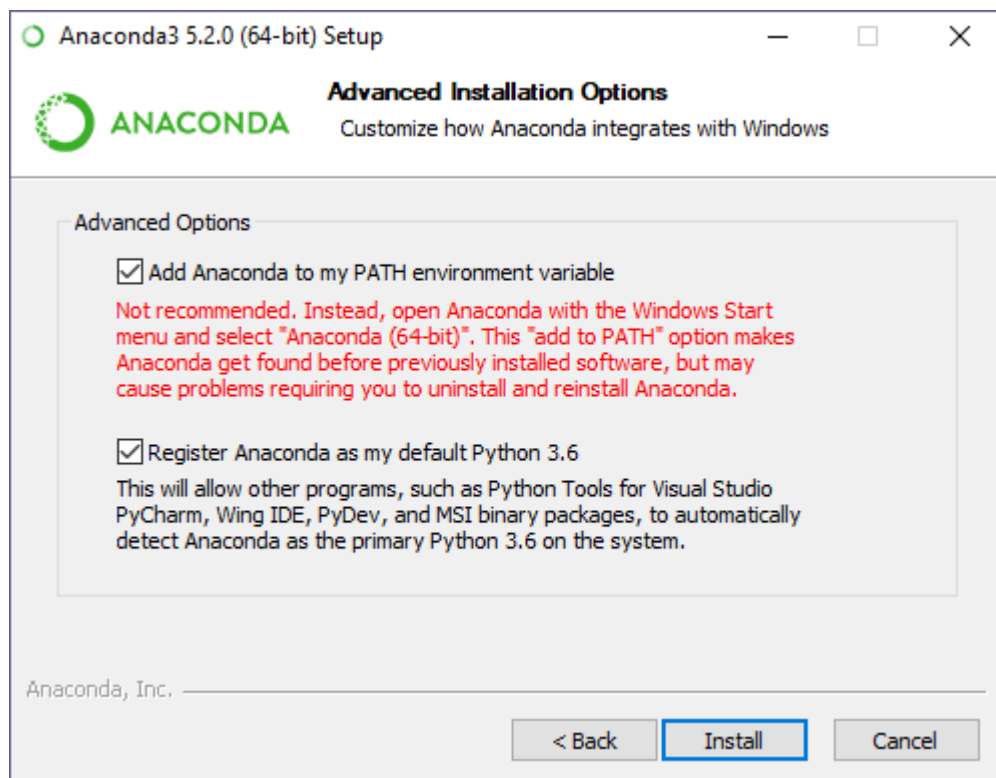 Anaconda3 5.2.0 (64-bit) Setup
ANACONDA
Advanced Installation Options
Customize how Anaconda integrates with Windows
Advanced Options
Add Anaconda to my PATH environment variable
Not recommended. Instead, open Anaconda with the Windows Start
menu and select "Anaconda (64-bit)". This "add to PATH" option makes
Anaconda get found before previously installed software, but may
cause problems requiring you to uninstall and reinstall Anaconda.
Register Anaconda as my default Python 3.6
This will allow other programs, such as Python Tools for Visual Studio
PyCharm, Wing IDE, PyDev, and MSI binary packages, to automatically
detect Anaconda as the primary Python 3.6 on the system.
Anaconda, Inc.
< Back
Install
Cancel